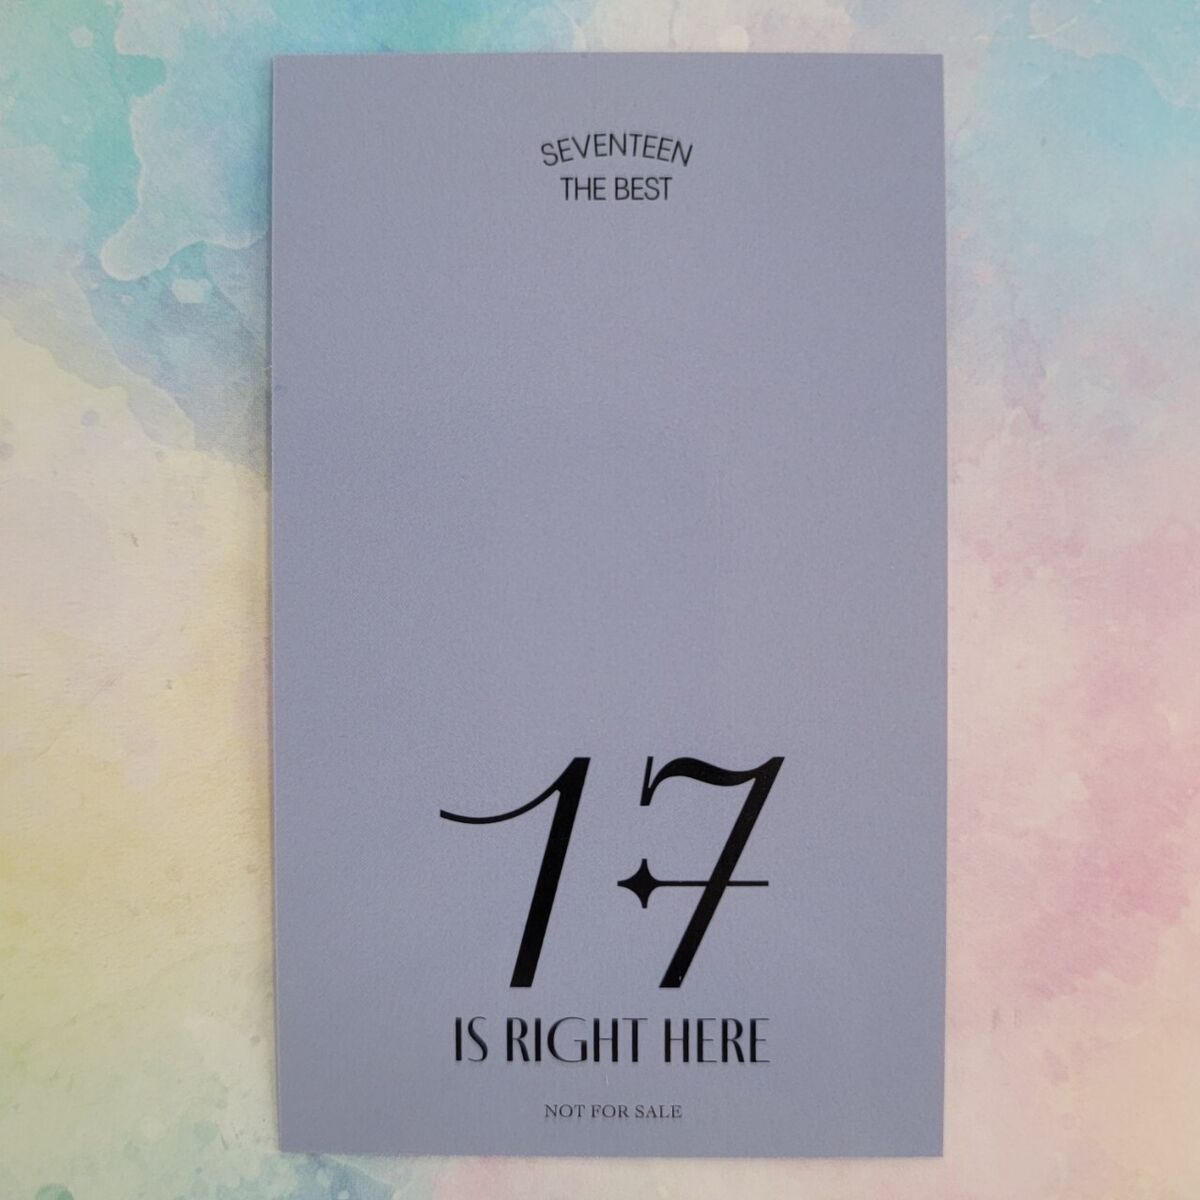 SEVENTEEN
THE BEST
17
IS RIGHT HERE
NOT FOR SALE